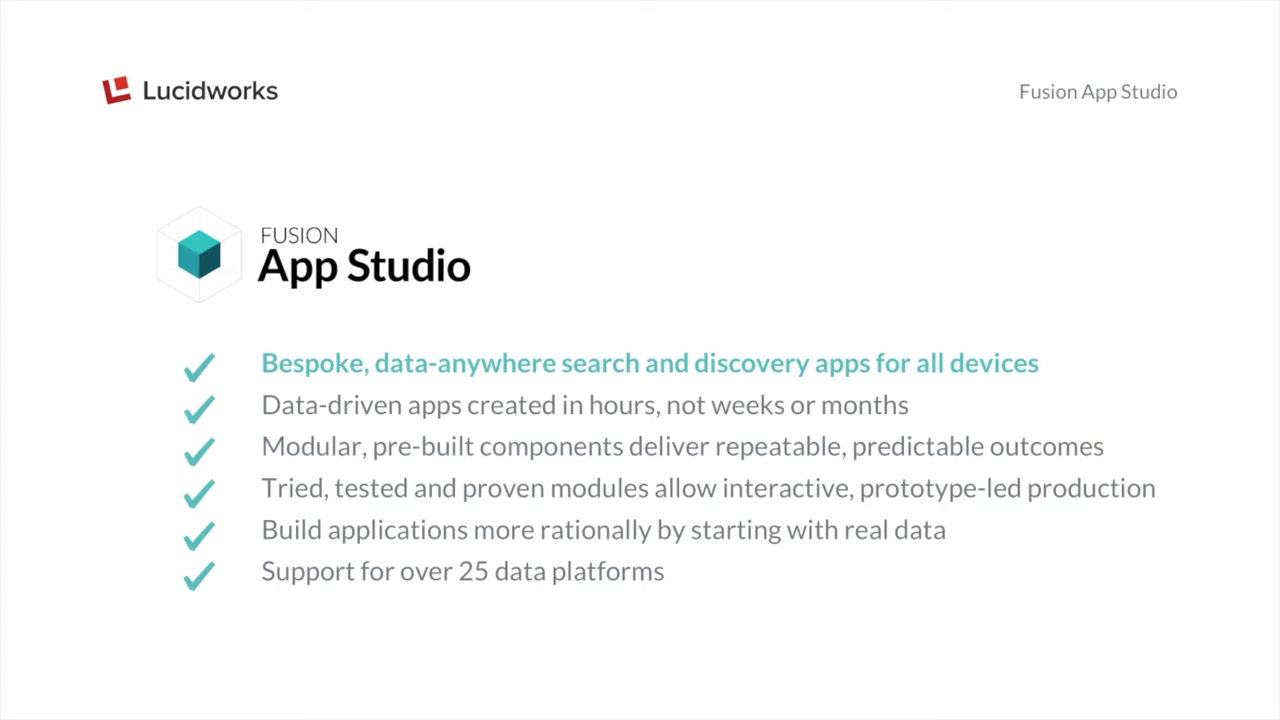 Lucidworks
Fusion App Studio
FUSION
App Studio
Bespoke, data-anywhere search and discovery apps for all devices
Data-driven apps created in hours, not weeks or months
Modular, pre-built components deliver repeatable, predictable outcomes
Tried, tested and proven modules allow interactive, prototype-led production
Build applications more rationally by starting with real data
Support for over 25 data platforms